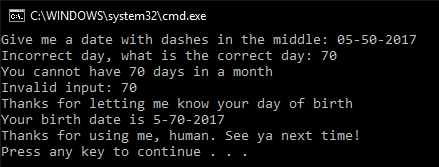 C:\WINDOWS\system32\cmd.exe
Give me a date with dashes in the middle: 05-50-2017
Incorrect day, what is the correct day: 70
You cannot have 70 days in a month
Invalid input: 70
Thanks for letting me know your day of birth
Your birth date is 5-70-2017
Thanks for using me, human. See ya next time!
Press any key to continue . . .